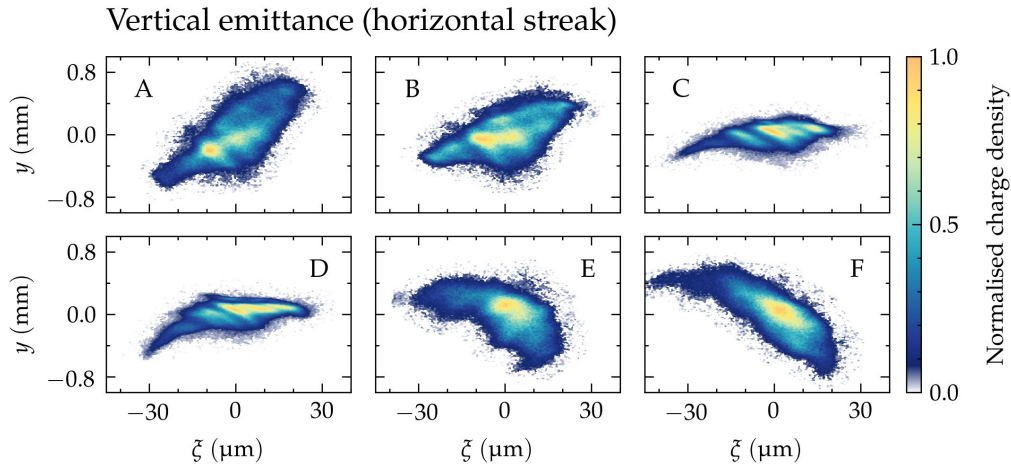 Vertical emittance (horizontal streak)
A
B
C
y (mm)
0.8
0.0
−0.8
D
E
F
y (mm)
0.8
0.0
−0.8
−30 0 30
−30 0 30
−30 0 30
ξ (μm)
ξ (μm)
ξ (μm)
1.0
0.5
0.0
Normalised charge density